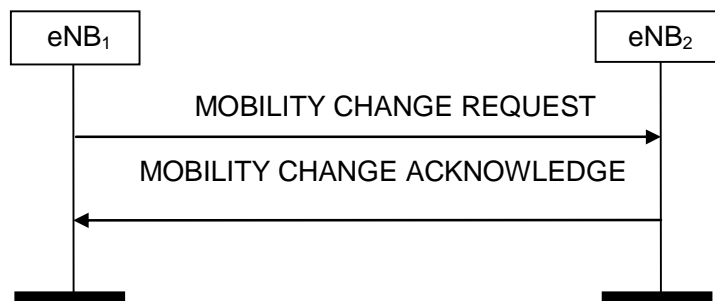 eNB₁
eNB₂
MOBILITY CHANGE REQUEST
MOBILITY CHANGE ACKNOWLEDGE